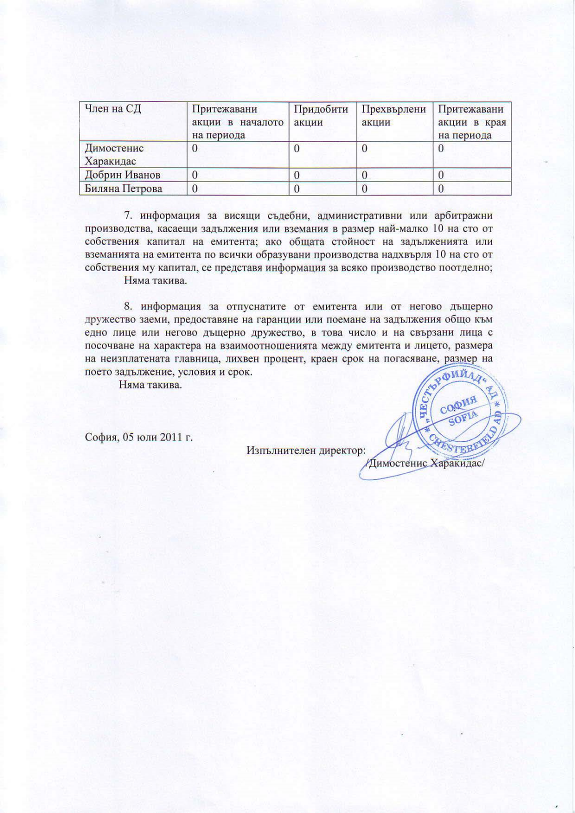 Член на СД | Притежавани акции в началото на периода | Придобити акции | Прехвърлени акции | Притежавани акции в края на периода
Димостенис Харакидас | 0 | 0 | 0 | 0
Добрин Иванов | 0 | 0 | 0 | 0
Биляна Петрова | 0 | 0 | 0 | 0
7. информация за висящи съдебни, административни или арбитражни
производства, касаещи задължения или вземания в размер най-малко 10 на сто от
собствения капитал на емитента; ако общата стойност на задълженията или
вземанията на емитента по всички образувани производства надхвърля 10 на сто от
собствения му капитал, се представя информация за всяко производство поотделно;
Няма такива.
8. информация за отпуснатите от емитента или от негово дъщерно
дружество заеми, предоставяне на гаранции или поемане на задължения общо към
едно лице или негово дъщерно дружество, в това число и на свързани лица с
посочване на характера на взаимоотношенията между емитента и лицето, размера
на неизплатената главница, лихвен процент, краен срок на погасяване, размер на
поето задължение, условия и срок.
Няма такива.
София, 05 юли 2011 г.
Изпълнителен директор:
/Димостенис Харакидас/
"ЧЕСТЪРФИЙЛД" АД
* CHESTERFIELD AD *
СОФИЯ
SOFIA